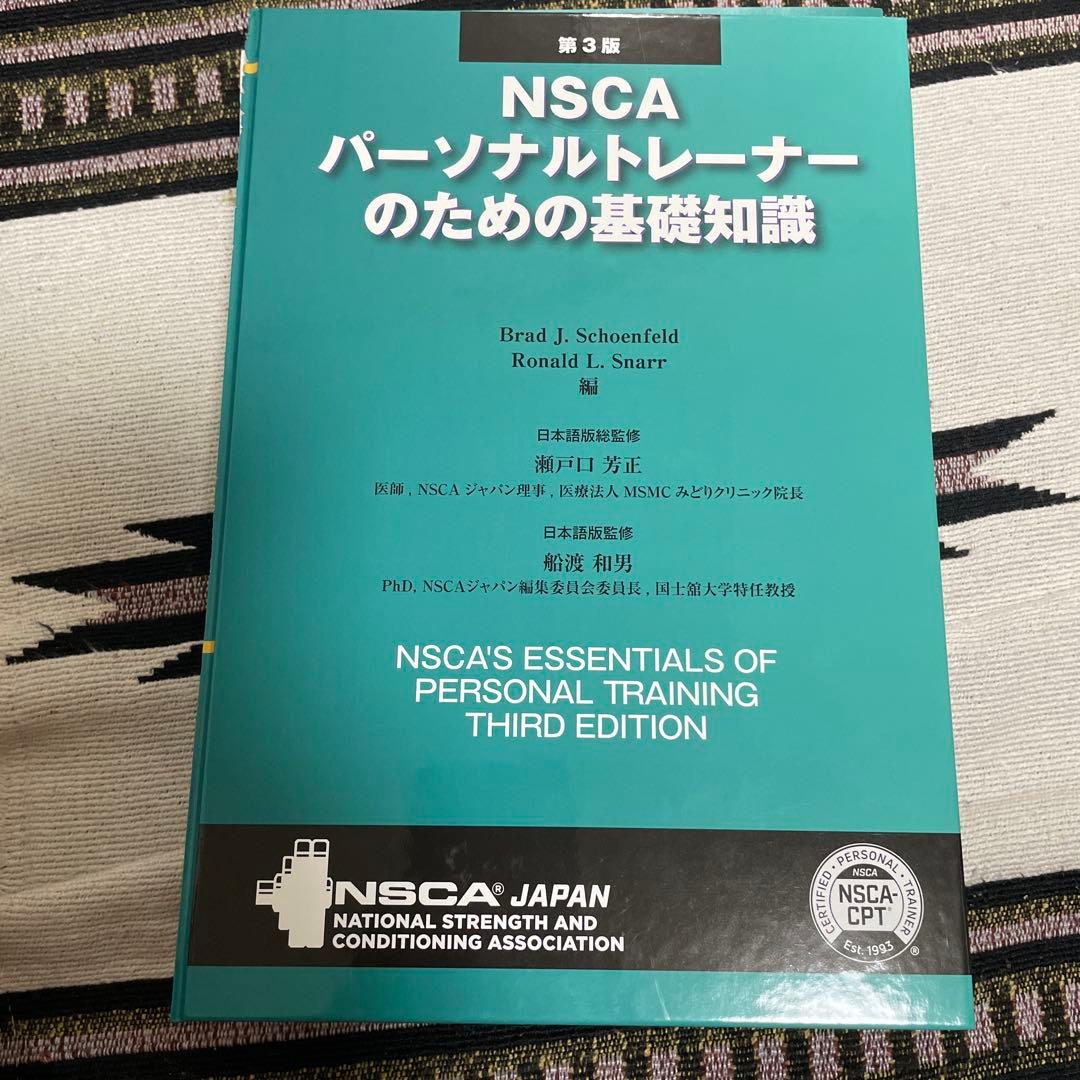 第3版
NSCA
パーソナルトレーナー
のための基礎知識
Brad J. Schoenfeld
Ronald L. Snarr
編
日本語版総監修
瀬戸口 芳正
医師, NSCA ジャパン理事, 医療法人 MSMC みどりクリニック院長
日本語版監修
船渡 和男
PhD, NSCAジャパン編集委員会委員長, 国士舘大学特任教授
NSCA'S ESSENTIALS OF
PERSONAL TRAINING
THIRD EDITION
NSCA® JAPAN
NATIONAL STRENGTH AND
CONDITIONING ASSOCIATION
CERTIFIED • PERSONAL • TRAINER
NSCA
NSCA-
CPT®
Est. 1993
®